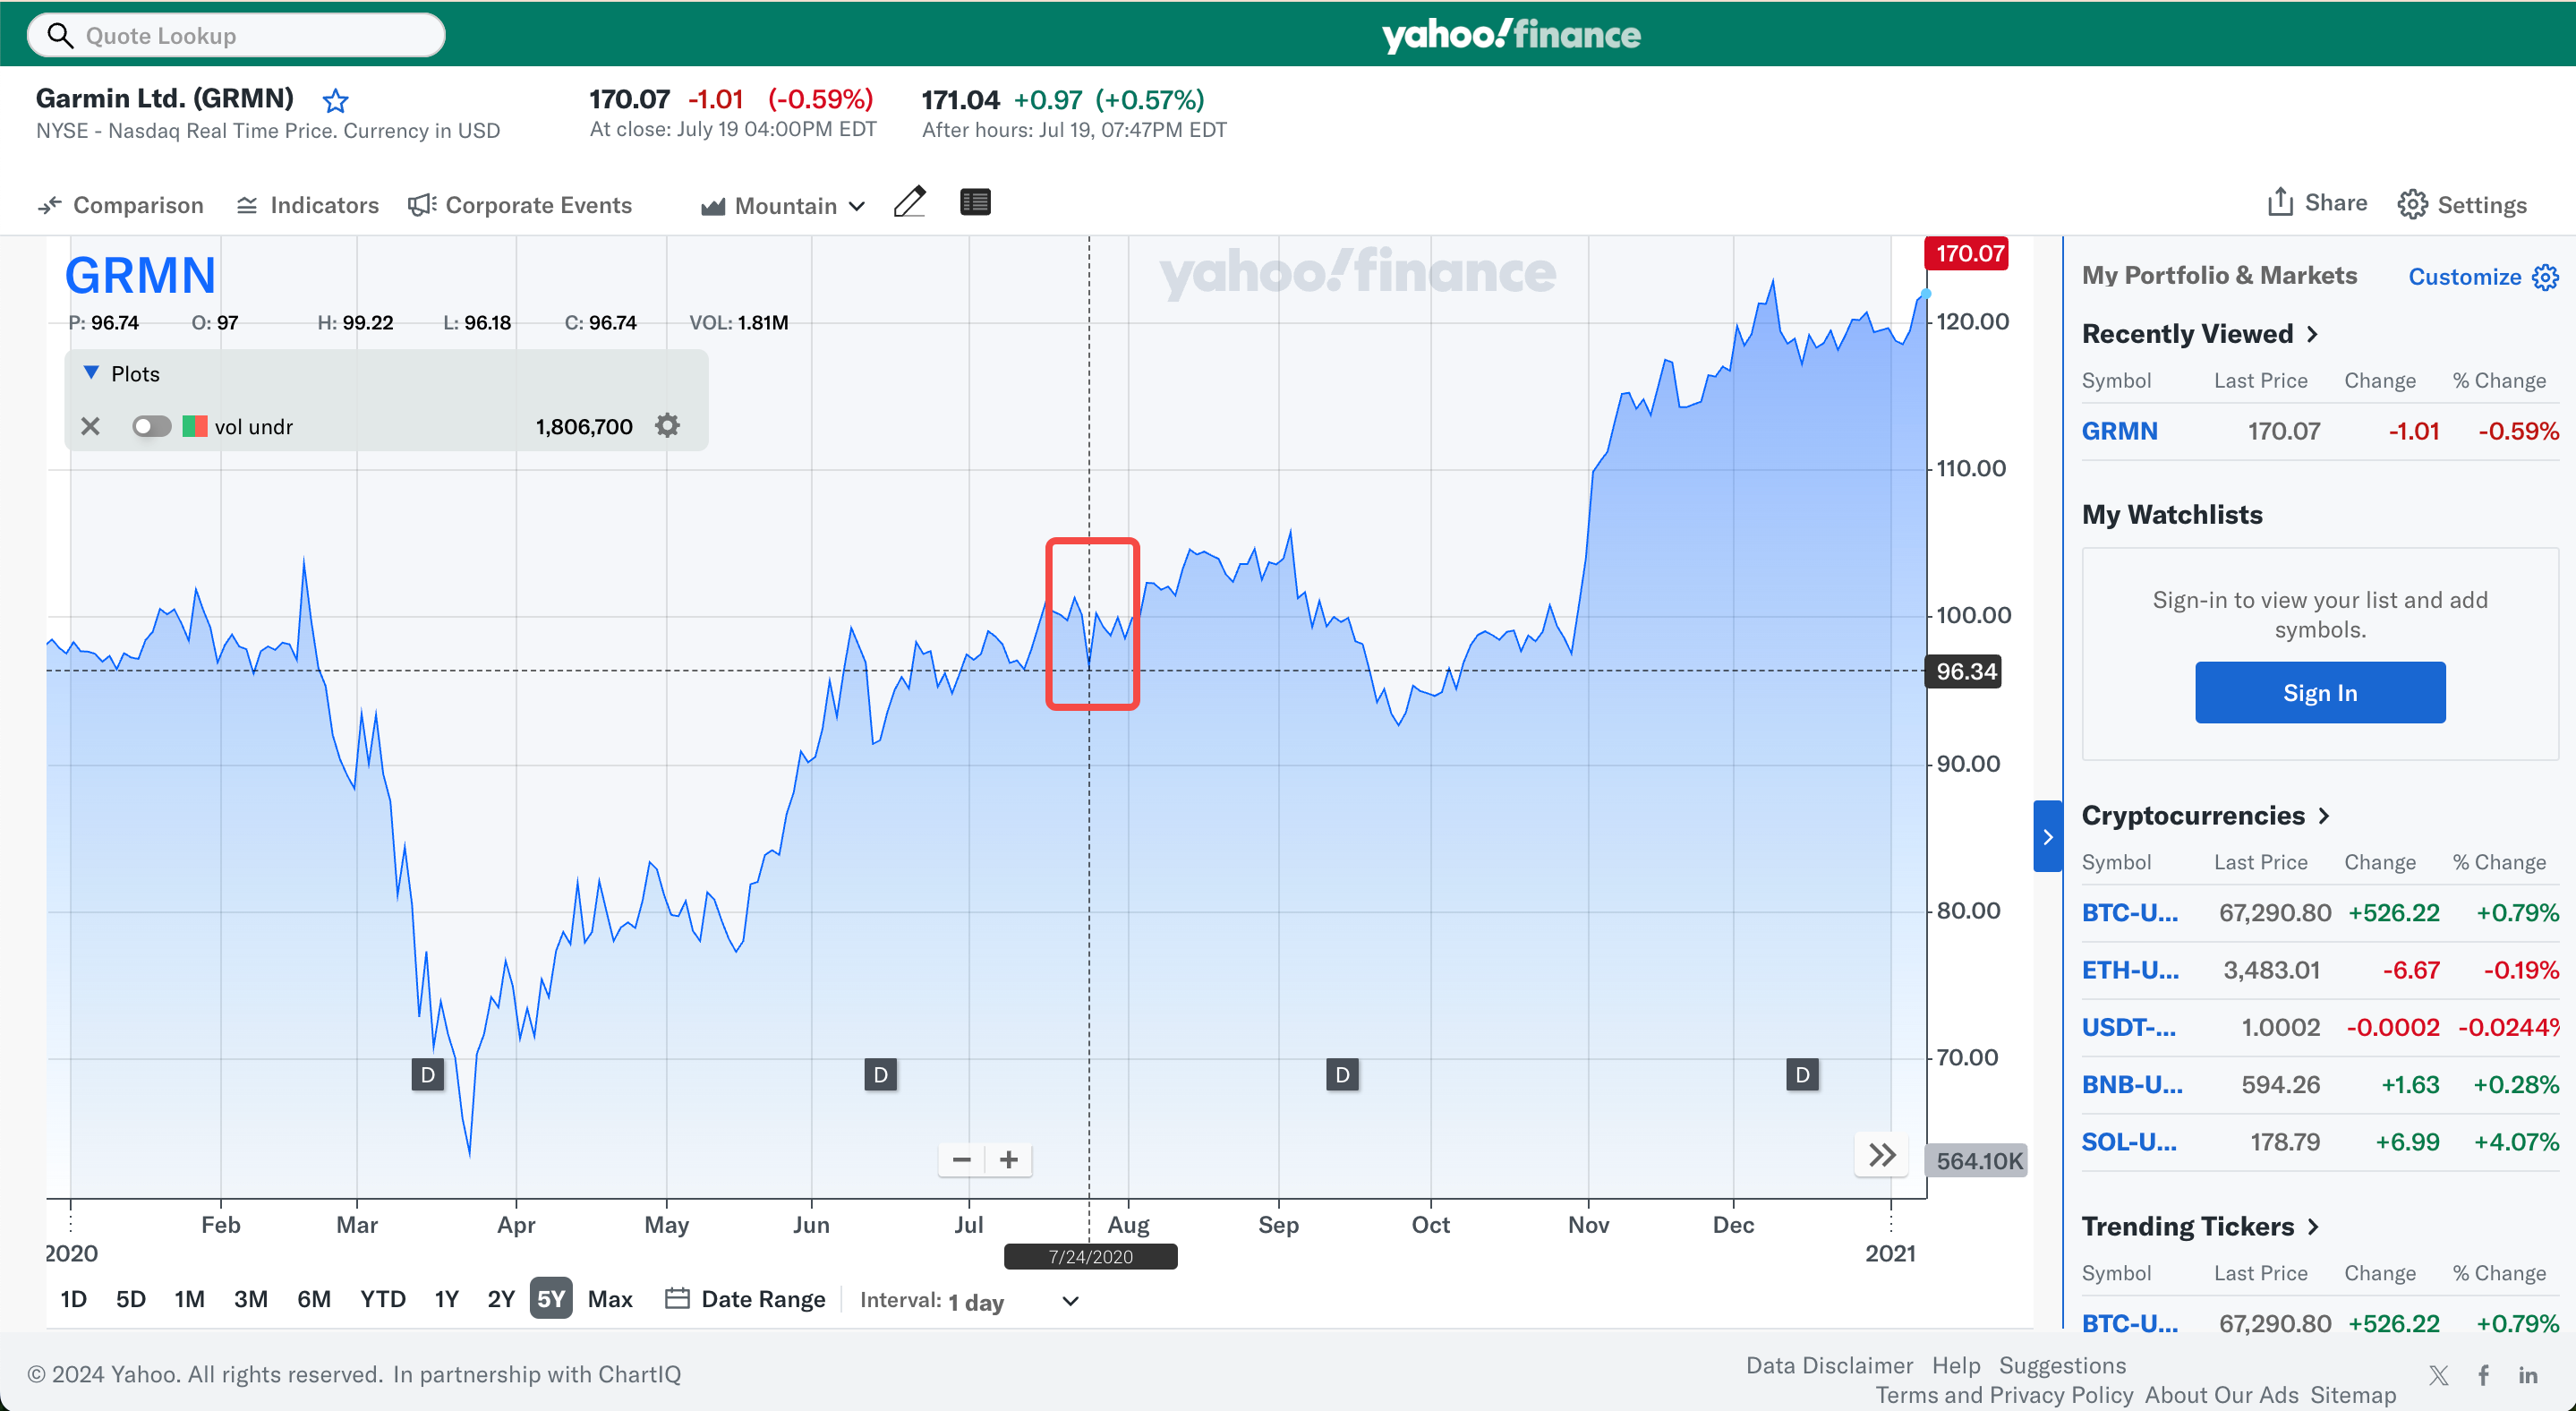 Quote Lookup
yahoo!finance
Garmin Ltd. (GRMN)
NYSE - Nasdaq Real Time Price. Currency in USD
170.07 -1.01 (-0.59%)
At close: July 19 04:00PM EDT
171.04 +0.97 (+0.57%)
After hours: Jul 19, 07:47PM EDT
Comparison Indicators Corporate Events Mountain
Share Settings
GRMN
yahoo!finance
P: 96.74 O: 97 H: 99.22 L: 96.18 C: 96.74 VOL: 1.81M
Plots
vol undr 1,806,700
170.07
120.00
110.00
100.00
96.34
90.00
80.00
70.00
564.10K
D D D D
Feb Mar Apr May Jun Jul Aug Sep Oct Nov Dec
2020 7/24/2020 2021
1D 5D 1M 3M 6M YTD 1Y 2Y 5Y Max Date Range Interval: 1 day
My Portfolio & Markets Customize
Recently Viewed
Symbol Last Price Change % Change
GRMN 170.07 -1.01 -0.59%
My Watchlists
Sign-in to view your list and add
symbols.
Sign In
Cryptocurrencies
Symbol Last Price Change % Change
BTC-U... 67,290.80 +526.22 +0.79%
ETH-U... 3,483.01 -6.67 -0.19%
USDT-... 1.0002 -0.0002 -0.0244%
BNB-U... 594.26 +1.63 +0.28%
SOL-U... 178.79 +6.99 +4.07%
Trending Tickers
Symbol Last Price Change % Change
BTC-U... 67,290.80 +526.22 +0.79%
© 2024 Yahoo. All rights reserved. In partnership with ChartIQ
Data Disclaimer Help Suggestions
Terms and Privacy Policy About Our Ads Sitemap